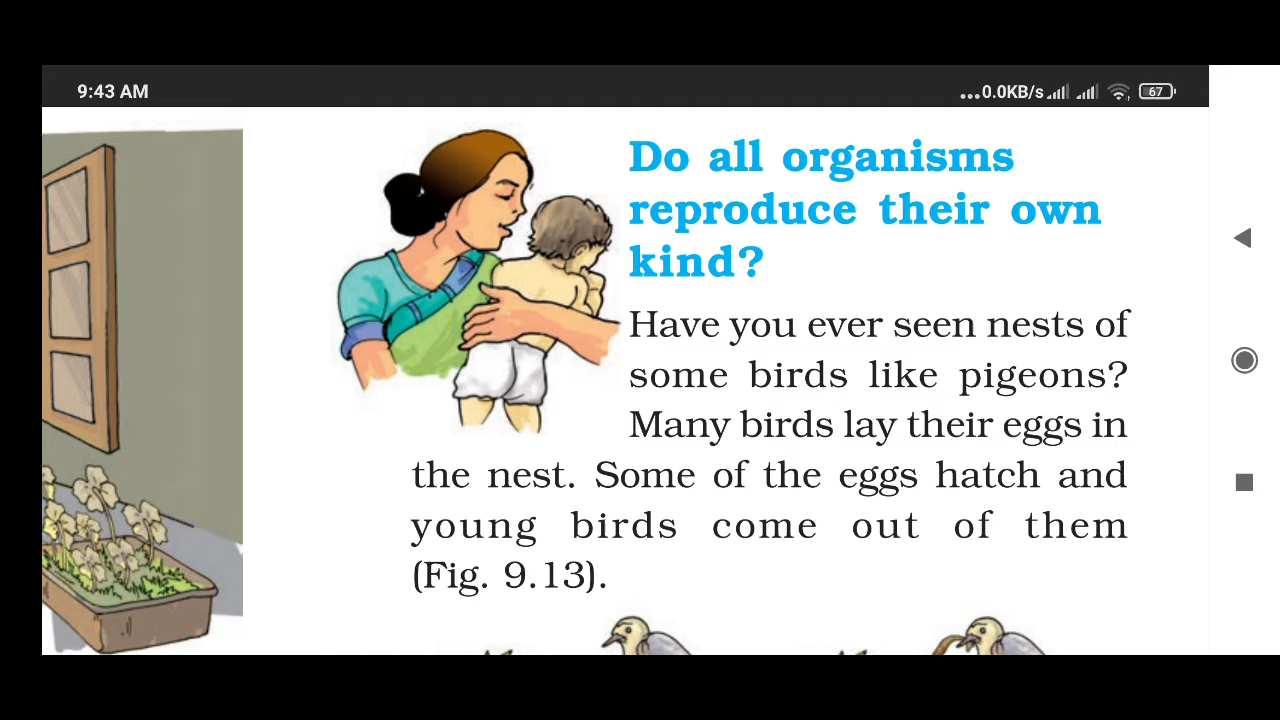 9:43 AM
...0.0KB/s
67
Do all organisms
reproduce their own
kind?
Have you ever seen nests of
some birds like pigeons?
Many birds lay their eggs in
the nest. Some of the eggs hatch and
young birds come out of them
(Fig. 9.13).